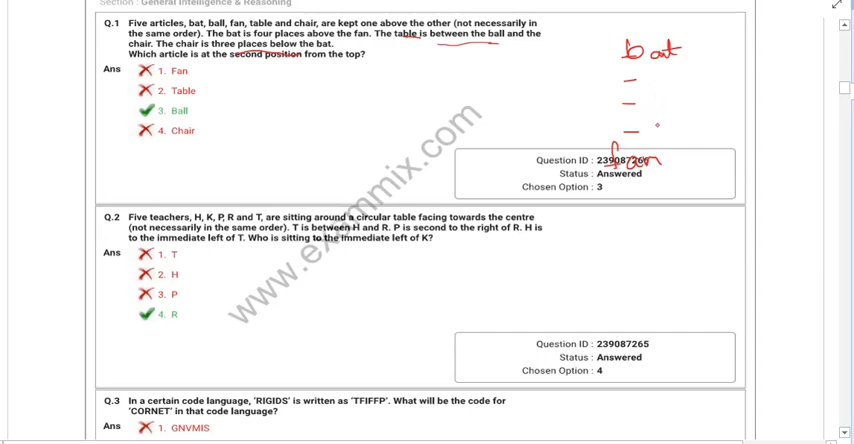 Section : General Intelligence & Reasoning
Q.1 Five articles, bat, ball, fan, table and chair, are kept one above the other (not necessarily in
the same order). The bat is four places above the fan. The table is between the ball and the
chair. The chair is three places below the bat.
Which article is at the second position from the top?
bat
Ans 1. Fan
2. Table
3. Ball
4. Chair
fan
Question ID : 239087266
Status : Answered
Chosen Option : 3
Q.2 Five teachers, H, K, P, R and T, are sitting around a circular table facing towards the centre
(not necessarily in the same order). T is between H and R. P is second to the right of R. H is
to the immediate left of T. Who is sitting to the immediate left of K?
Ans 1. T
2. H
3. P
4. R
www.exammix.com
Question ID : 239087265
Status : Answered
Chosen Option : 4
Q.3 In a certain code language, ‘RIGIDS’ is written as ‘TFIFFP’. What will be the code for
‘CORNET’ in that code language?
Ans 1. GNVMIS